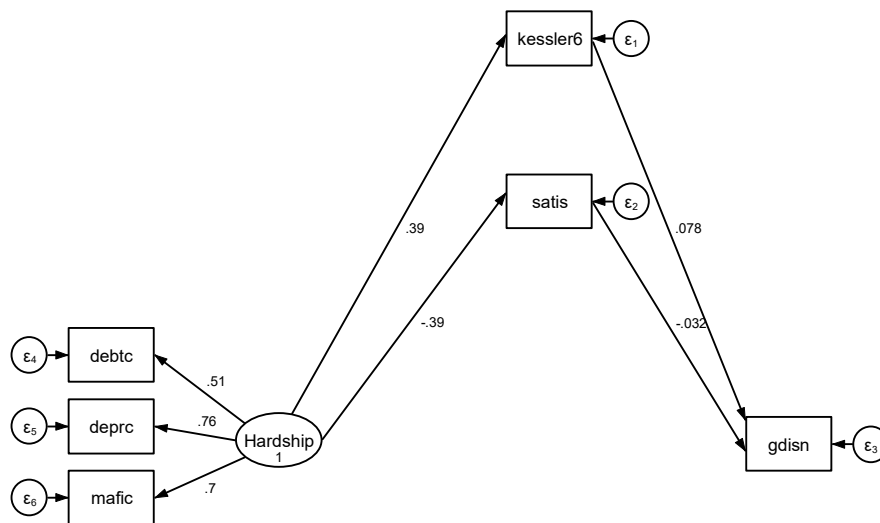 kessler6
ε1
satis
ε2
.39
.078
-.39
-.032
ε4
debtc
.51
ε5
deprc
.76
Hardship
1
gdisn
ε3
ε6
mafic
.7